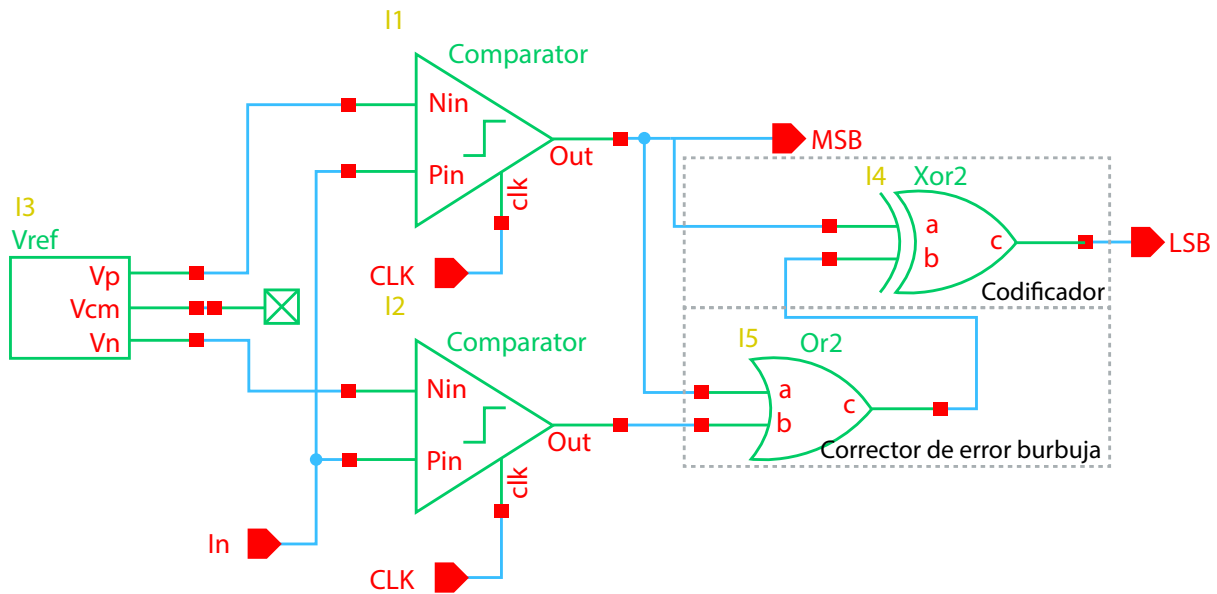 I1
Comparator
Nin
Pin
Out
clk
CLK
MSB
I3
Vref
Vp
Vcm
Vn
I4
Xor2
a
b
c
LSB
Codificador
I2
Comparator
Nin
Pin
Out
clk
CLK
In
I5
Or2
a
b
c
Corrector de error burbuja